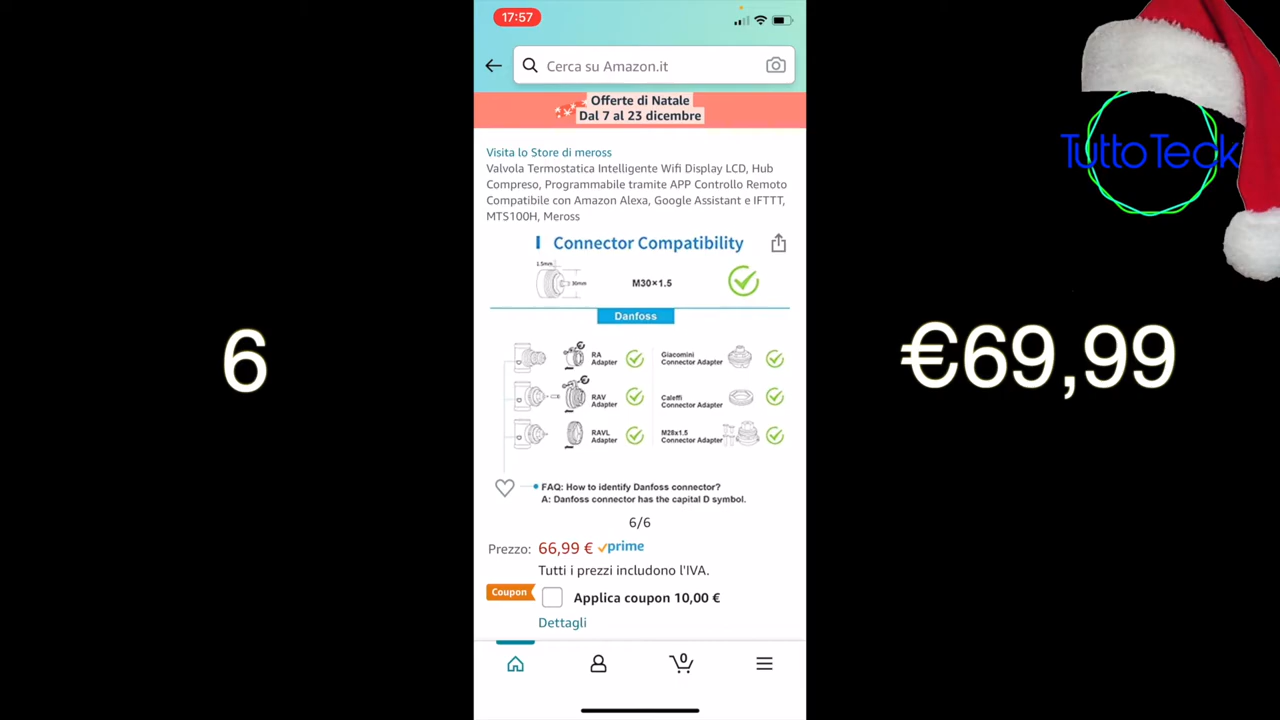 17:57
Cerca su Amazon.it
Offerte di Natale
Dal 7 al 23 dicembre
Visita lo Store di meross
Valvola Termostatica Intelligente Wifi Display LCD, Hub
Compreso, Programmabile tramite APP Controllo Remoto
Compatibile con Amazon Alexa, Google Assistant e IFTTT,
MTS100H, Meross
Connector Compatibility
1.5mm
30mm
M30×1.5
Danfoss
RA
Adapter
Giacomini
Connector Adapter
RAV
Adapter
Caleffi
Connector Adapter
RAVL
Adapter
M28x1.5
Connector Adapter
FAQ: How to identify Danfoss connector?
A: Danfoss connector has the capital D symbol.
6/6
Prezzo: 66,99 € prime
Tutti i prezzi includono l'IVA.
Coupon Applica coupon 10,00 €
Dettagli
0
6
€69,99
TuttoTeck